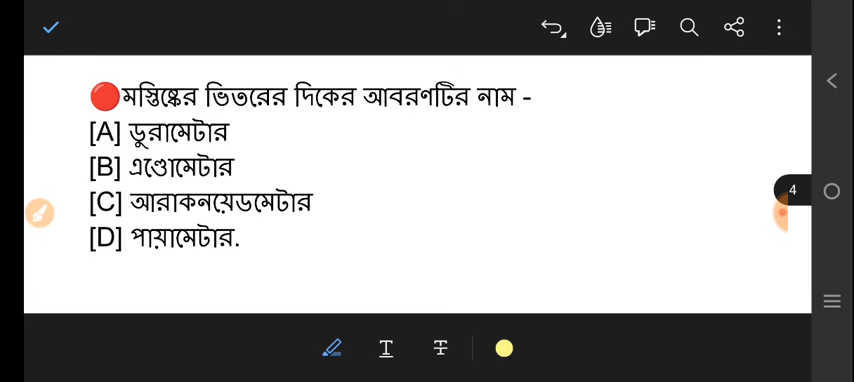 মস্তিষ্কের ভিতরের দিকের আবরণটির নাম -
[A] ডুরামেটার
[B] এণ্ডোমেটার
[C] আরাকনয়েডমেটার
[D] পায়ামেটার.
4